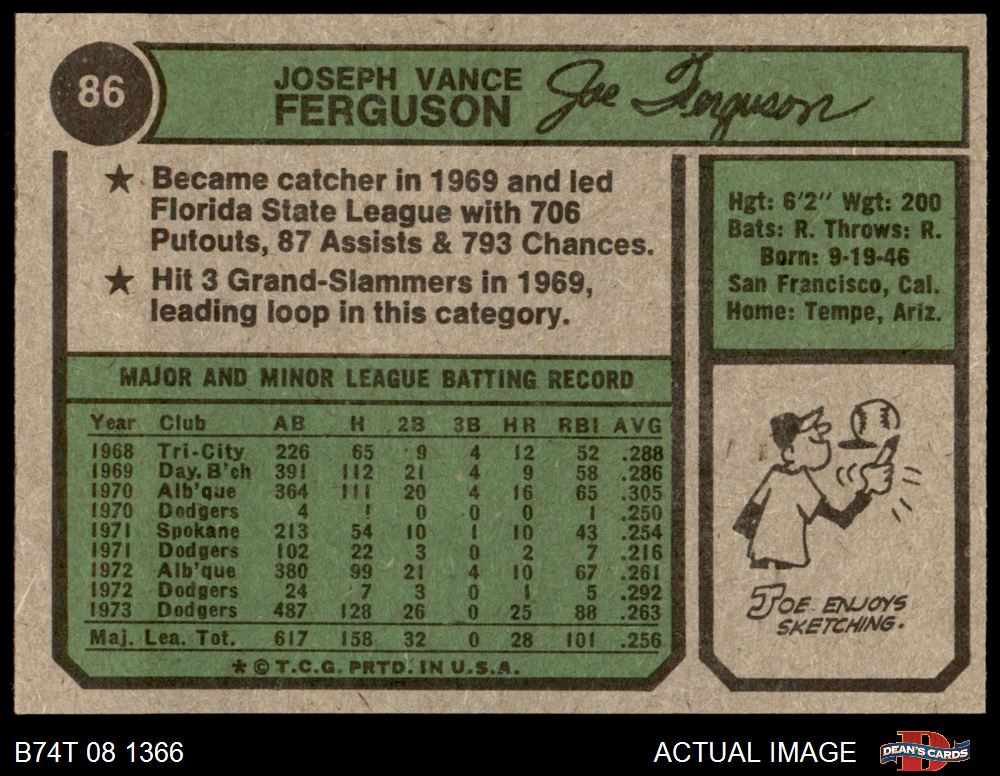 86
JOSEPH VANCE
FERGUSON
Joe Ferguson
★ Became catcher in 1969 and led
Florida State League with 706
Putouts, 87 Assists & 793 Chances.
★ Hit 3 Grand-Slammers in 1969,
leading loop in this category.
Hgt: 6'2" Wgt: 200
Bats: R. Throws: R.
Born: 9-19-46
San Francisco, Cal.
Home: Tempe, Ariz.
MAJOR AND MINOR LEAGUE BATTING RECORD
Year Club AB H 2B 3B HR RBI AVG
1968 Tri-City 226 65 9 4 12 52 .288
1969 Day. B'ch 391 112 21 4 9 58 .286
1970 Alb'que 364 111 20 4 16 65 .305
1970 Dodgers 4 1 0 0 0 1 .250
1971 Spokane 213 54 10 1 10 43 .254
1971 Dodgers 102 22 3 0 2 7 .216
1972 Alb'que 380 99 21 4 10 67 .261
1972 Dodgers 24 7 3 0 1 5 .292
1973 Dodgers 487 128 26 0 25 88 .263
Maj. Lea. Tot. 617 158 32 0 28 101 .256
★ © T.C.G. PRTD. IN U.S.A.
JOE ENJOYS
SKETCHING.
B74T 08 1366
ACTUAL IMAGE
DEAN'S CARDS